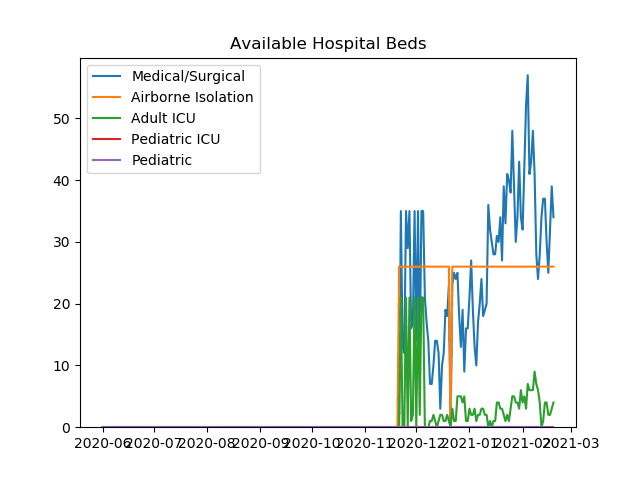 Available Hospital Beds
Medical/Surgical
Airborne Isolation
Adult ICU
Pediatric ICU
Pediatric
50
40
30
20
10
0
2020-06 2020-07 2020-08 2020-09 2020-10 2020-11 2020-12 2021-01 2021-02 2021-03